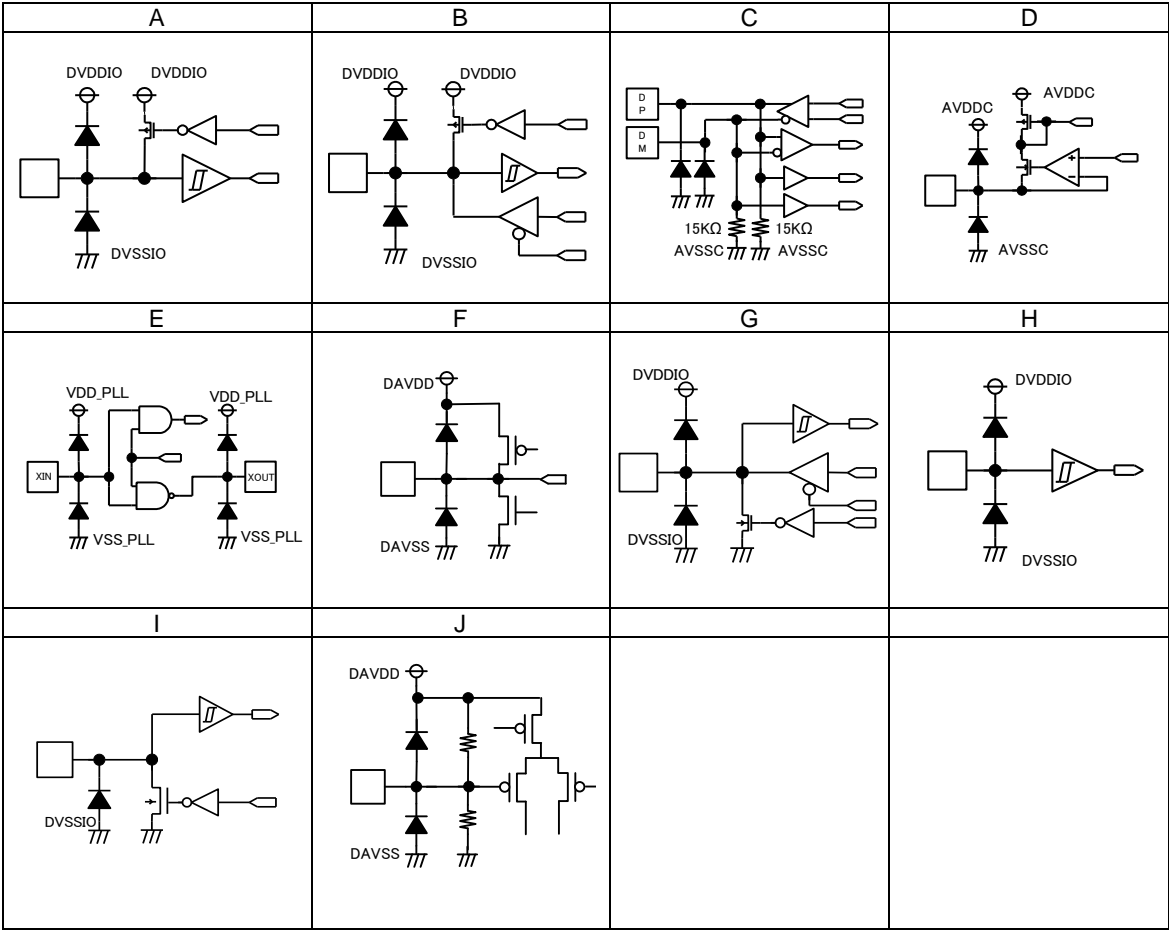 A
B
C
D
DVDDIO
DVDDIO
DVSSIO
DVDDIO
DVDDIO
DVSSIO
D
P
D
M
15KΩ
15KΩ
AVSSC
AVSSC
AVDDC
AVDDC
+
−
AVSSC
E
F
G
H
VDD_PLL
VDD_PLL
XIN
XOUT
VSS_PLL
VSS_PLL
DAVDD
DAVSS
DVDDIO
DVSSIO
DVDDIO
DVSSIO
I
J
DVSSIO
DAVDD
DAVSS